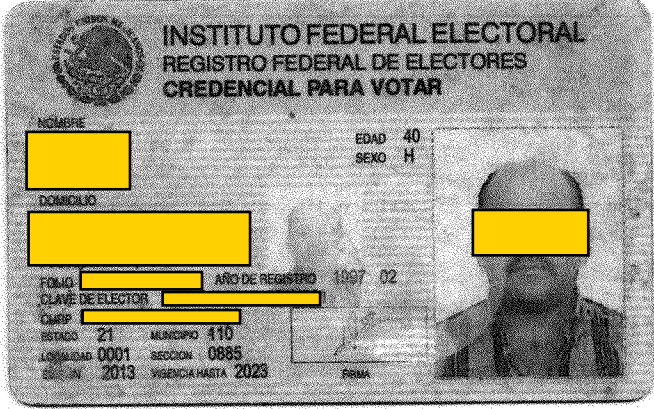 INSTITUTO FEDERAL ELECTORAL
REGISTRO FEDERAL DE ELECTORES
CREDENCIAL PARA VOTAR
NOMBRE
EDAD 40
SEXO H
DOMICILIO
FOLIO AÑO DE REGISTRO 1997 02
CLAVE DE ELECTOR
CURP
ESTADO 21 MUNICIPIO 110
LOCALIDAD 0001 SECCION 0885
2013 VIGENCIA HASTA 2023
FIRMA